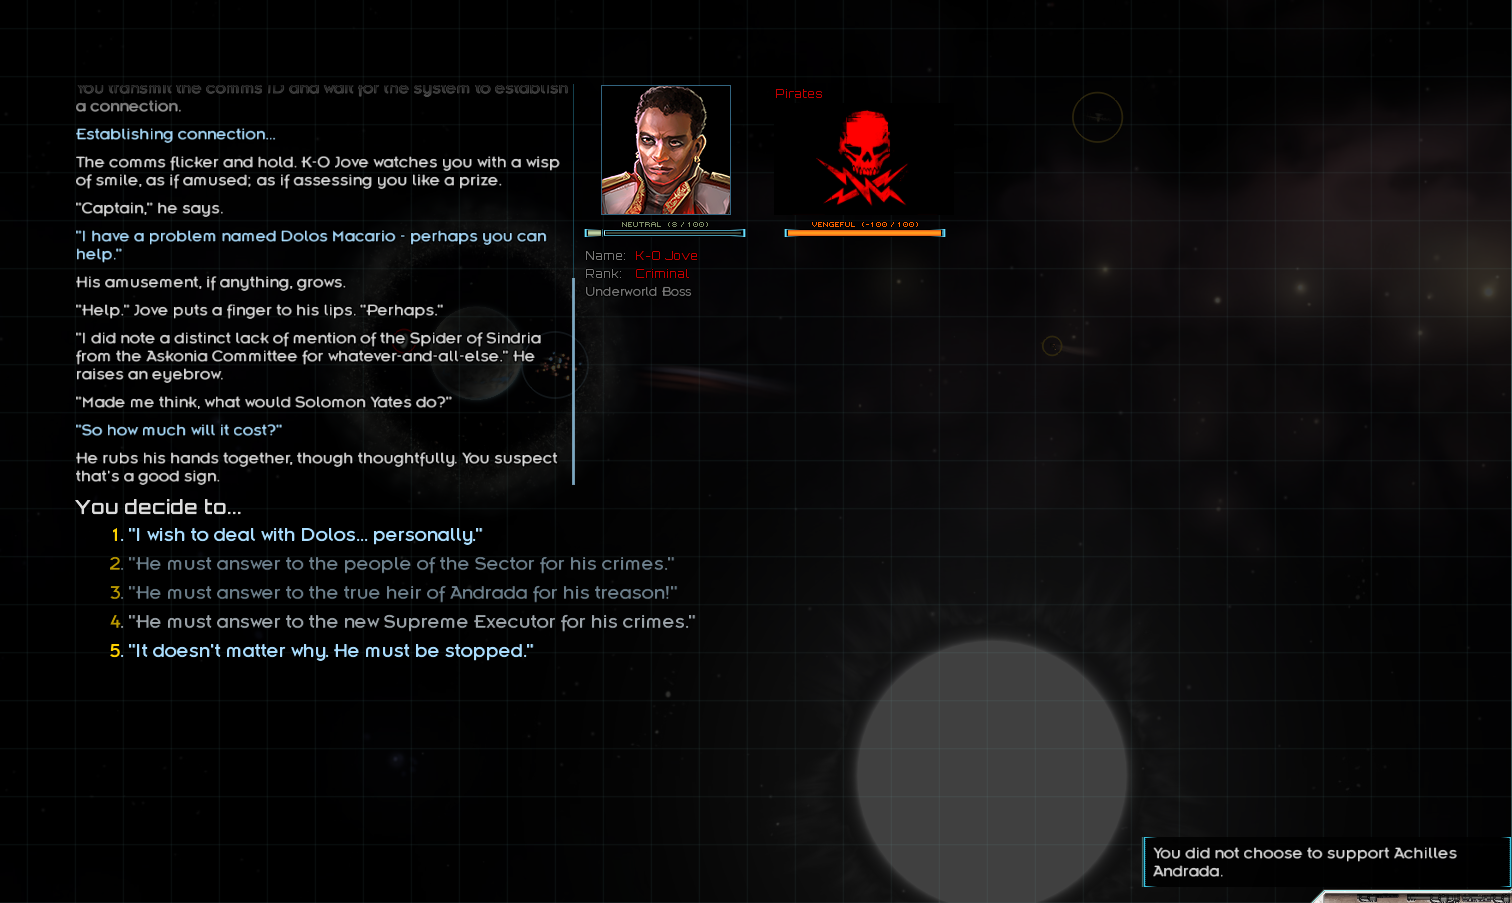 You transmit the comms ID and wait for the system to establish
a connection.
Establishing connection...
The comms flicker and hold. K-O Jove watches you with a wisp
of smile, as if amused; as if assessing you like a prize.
"Captain," he says.
"I have a problem named Dolos Macario - perhaps you can
help."
His amusement, if anything, grows.
"Help." Jove puts a finger to his lips. "Perhaps."
"I did note a distinct lack of mention of the Spider of Sindria
from the Askonia Committee for whatever-and-all-else." He
raises an eyebrow.
"Made me think, what would Solomon Yates do?"
"So how much will it cost?"
He rubs his hands together, though thoughtfully. You suspect
that's a good sign.
You decide to...
1. "I wish to deal with Dolos... personally."
2. "He must answer to the people of the Sector for his crimes."
3. "He must answer to the true heir of Andrada for his treason!"
4. "He must answer to the new Supreme Executor for his crimes."
5. "It doesn't matter why. He must be stopped."
NEUTRAL (8 / 100)
Name: K-O Jove
Rank: Criminal
Underworld Boss
Pirates
VENGEFUL (-100 / 100)
You did not choose to support Achilles
Andrada.